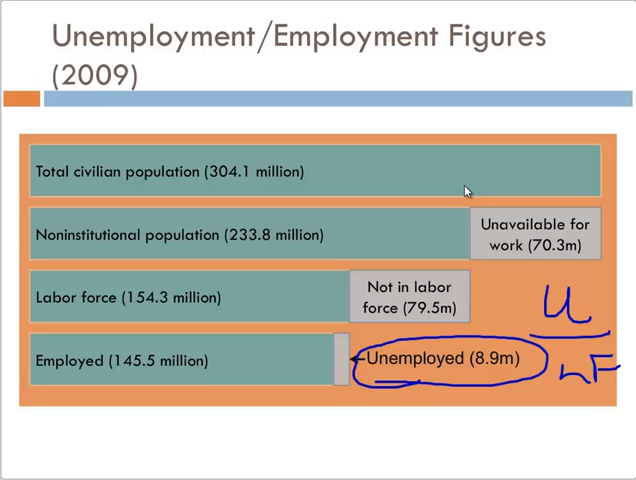 Unemployment/Employment Figures
(2009)
Total civilian population (304.1 million)
Noninstitutional population (233.8 million)
Unavailable for
work (70.3m)
Labor force (154.3 million)
Not in labor
force (79.5m)
Employed (145.5 million)
Unemployed (8.9m)
U
LF